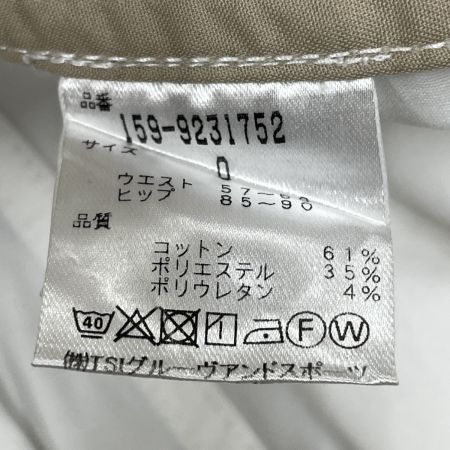 品番
159-9231752
サイズ
0
ウエスト 57～63
ヒップ 85～90
品質
コットン 61%
ポリエステル 35%
ポリウレタン 4%
40 F W
㈱TSIグルーヴアンドスポーツ